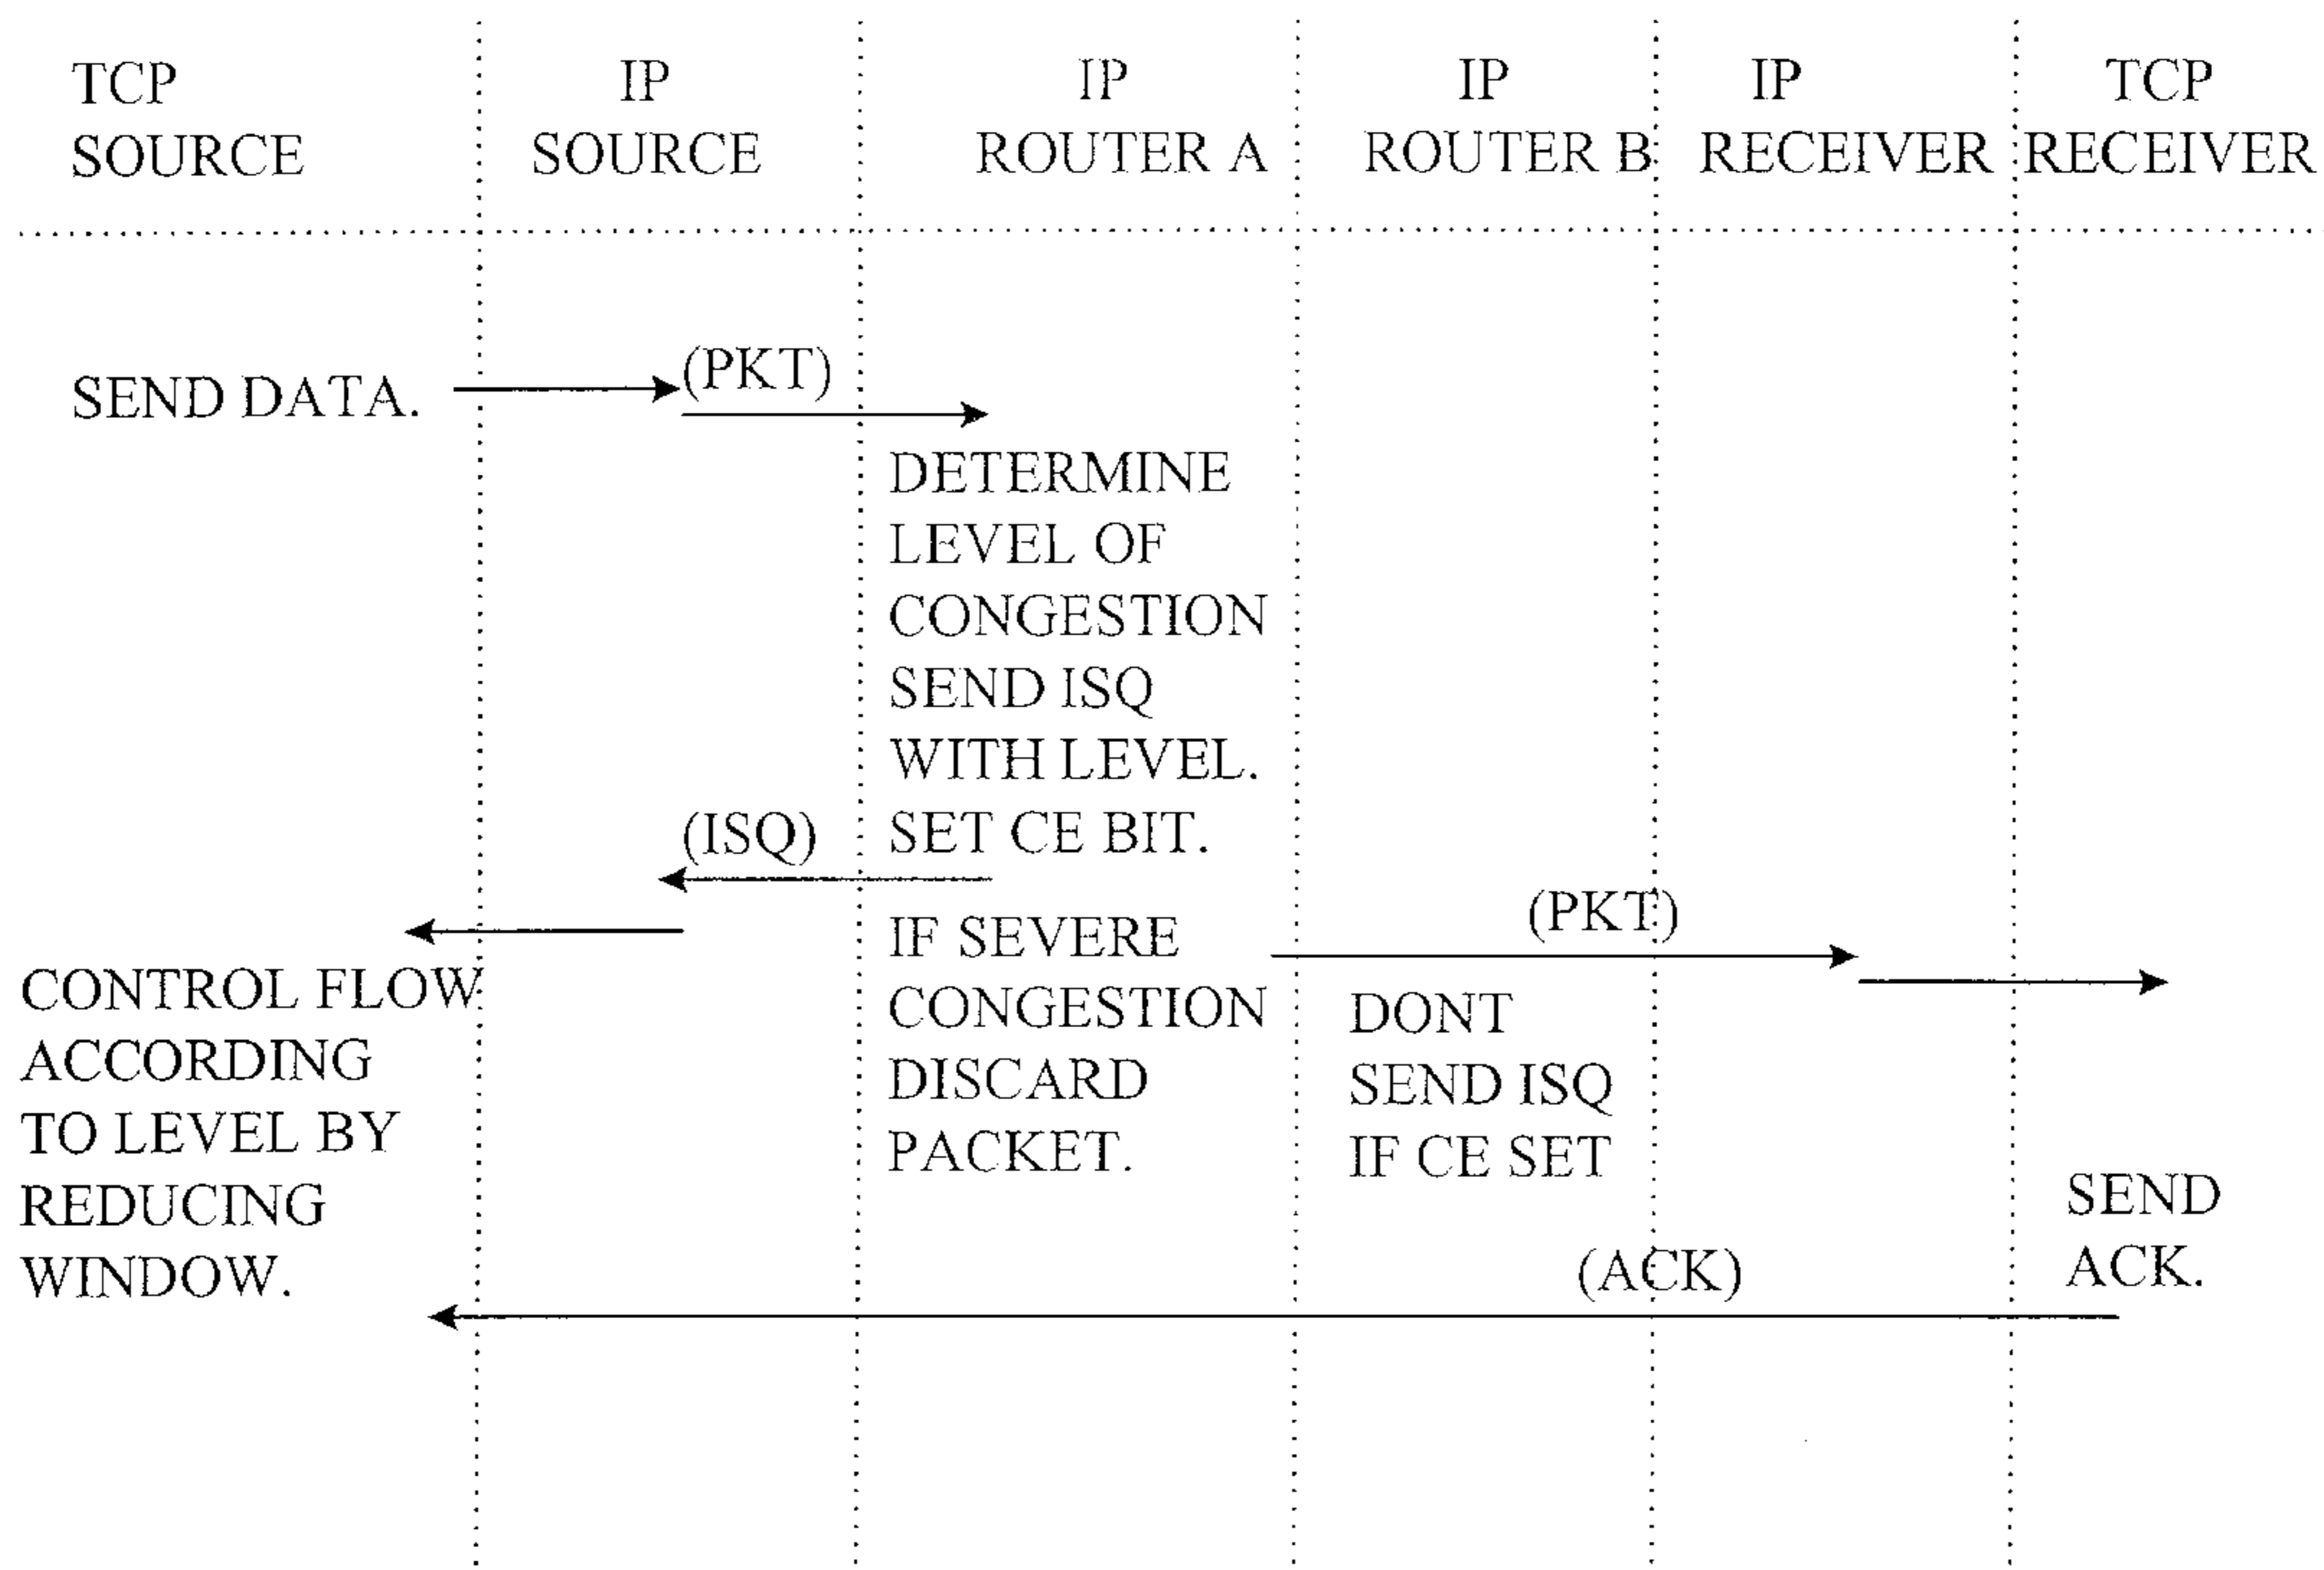 TCP
SOURCE
IP
SOURCE
IP
ROUTER A
IP
ROUTER B
IP
RECEIVER
TCP
RECEIVER
SEND DATA.
(PKT)
DETERMINE
LEVEL OF
CONGESTION
SEND ISQ
WITH LEVEL.
SET CE BIT.
(ISQ)
IF SEVERE
CONGESTION
DISCARD
PACKET.
CONTROL FLOW
ACCORDING
TO LEVEL BY
REDUCING
WINDOW.
(PKT)
DONT
SEND ISQ
IF CE SET
SEND
ACK.
(ACK)